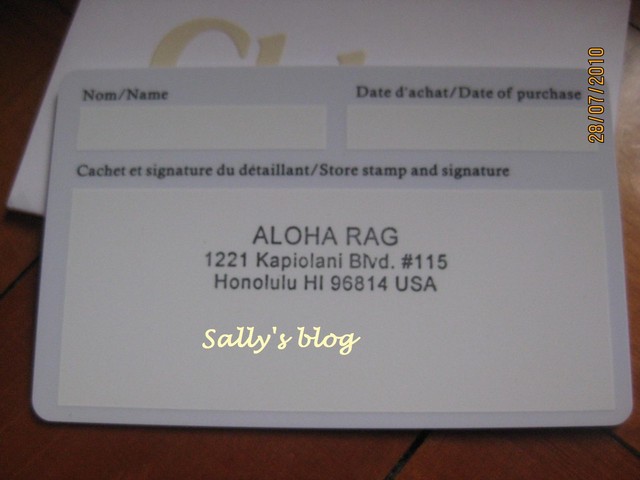 Nom/Name
Date d'achat/Date of purchase
28/07/2010
Cachet et signature du détaillant/Store stamp and signature
ALOHA RAG
1221 Kapiolani Blvd. #115
Honolulu HI 96814 USA
Sally's blog